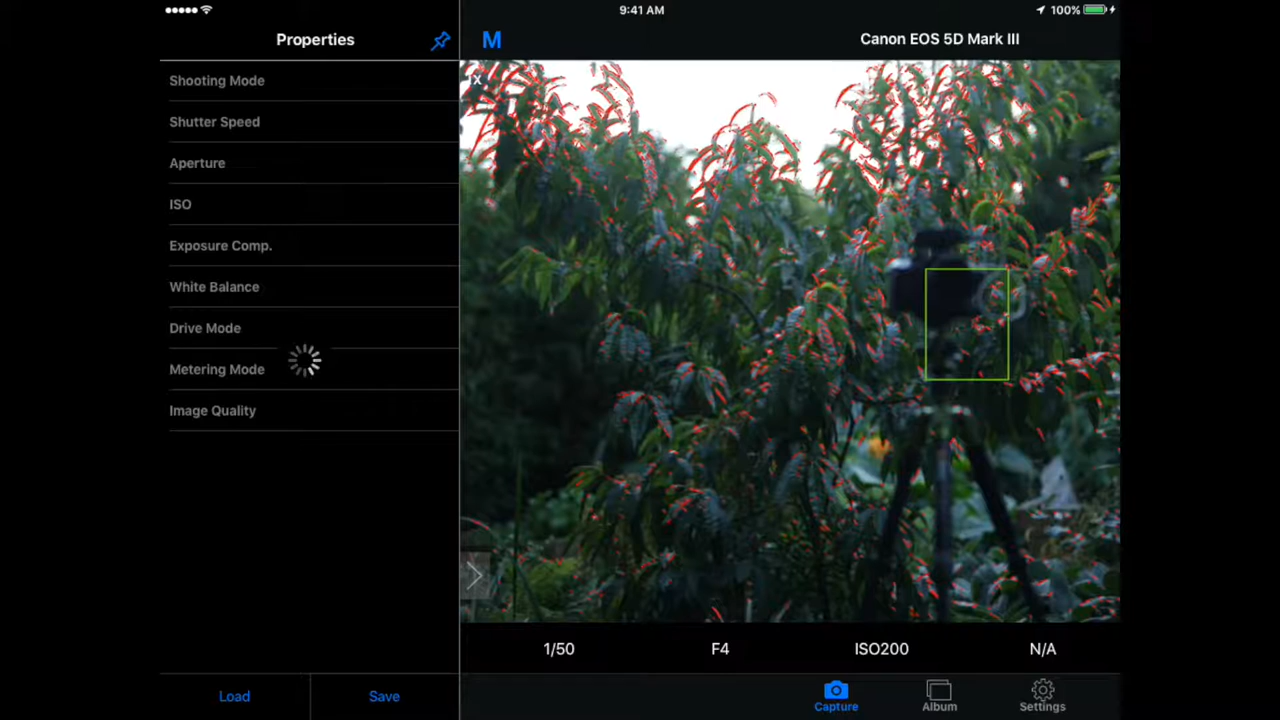 9:41 AM
100%
Properties
M
Canon EOS 5D Mark III
Shooting Mode
Shutter Speed
Aperture
ISO
Exposure Comp.
White Balance
Drive Mode
Metering Mode
Image Quality
1/50
F4
ISO200
N/A
Load
Save
Capture
Album
Settings